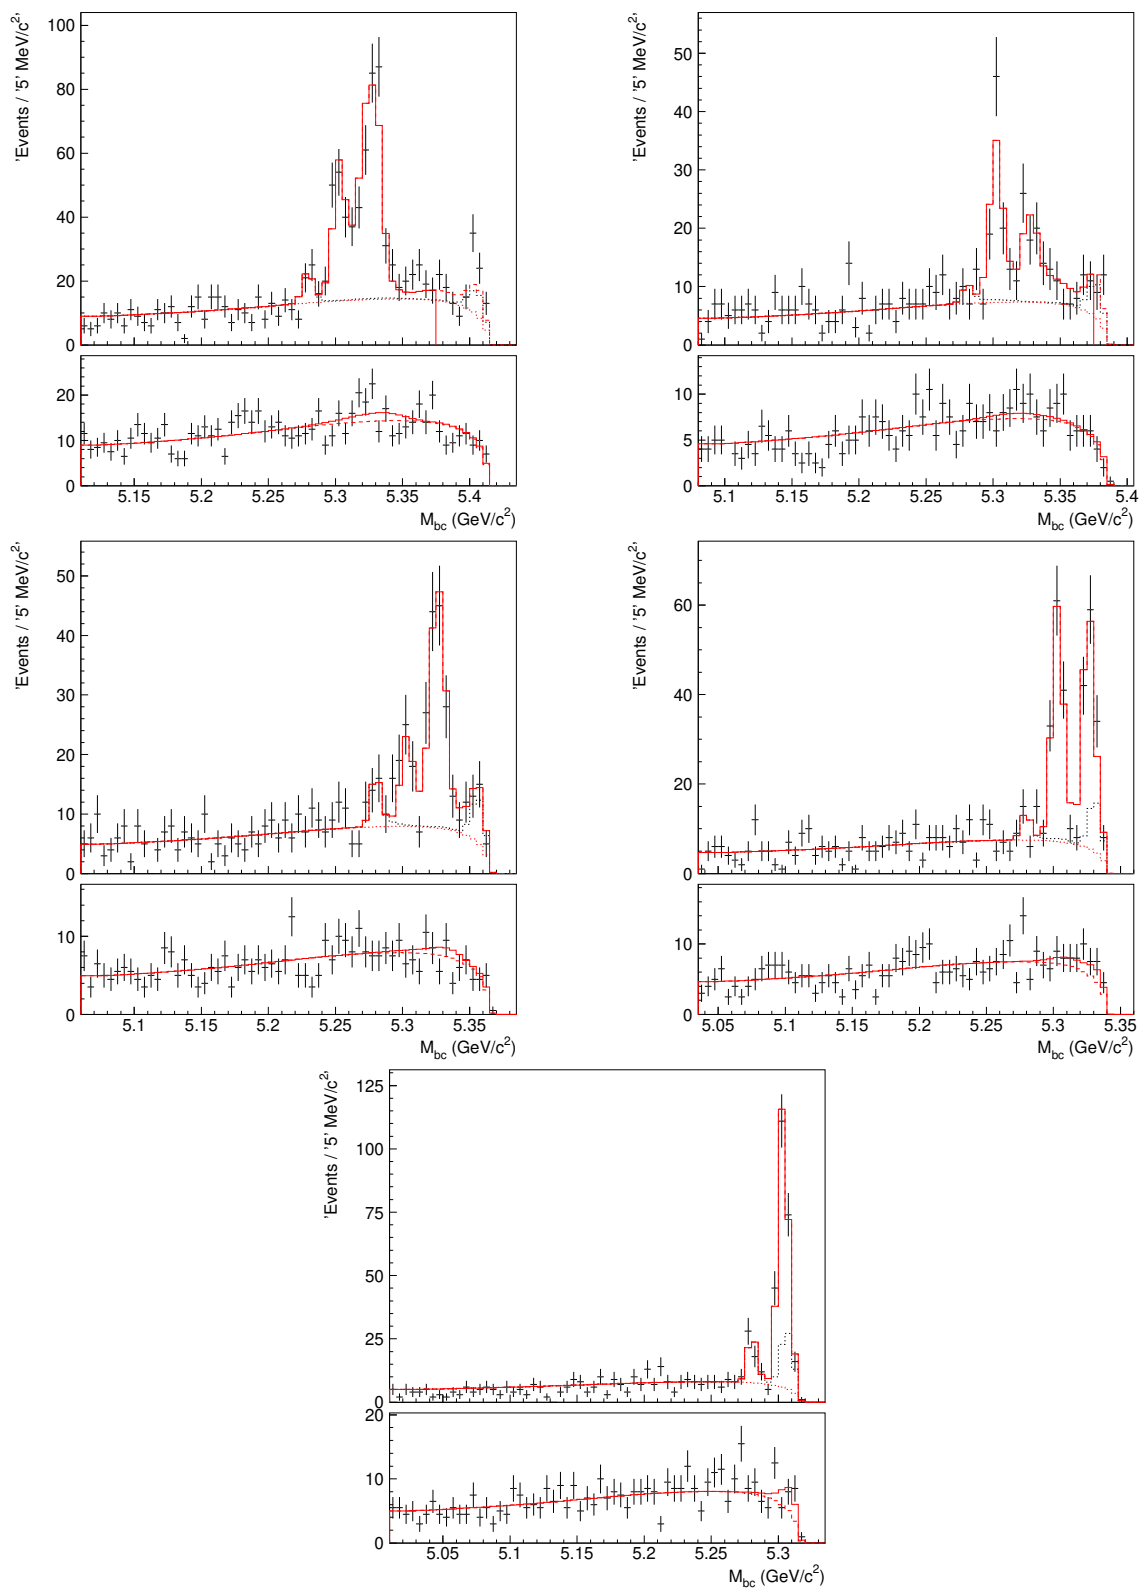 'Events / '5' MeV/c²'
100
80
60
40
20
0
20
10
0
5.15 5.2 5.25 5.3 5.35 5.4
M_bc (GeV/c²)
'Events / '5' MeV/c²'
50
40
30
20
10
0
10
5
0
5.1 5.15 5.2 5.25 5.3 5.35 5.4
M_bc (GeV/c²)
'Events / '5' MeV/c²'
50
40
30
20
10
0
10
0
5.1 5.15 5.2 5.25 5.3 5.35
M_bc (GeV/c²)
'Events / '5' MeV/c²'
60
40
20
0
10
0
5.05 5.1 5.15 5.2 5.25 5.3 5.35
M_bc (GeV/c²)
'Events / '5' MeV/c²'
125
100
75
50
25
0
20
10
0
5.05 5.1 5.15 5.2 5.25 5.3
M_bc (GeV/c²)